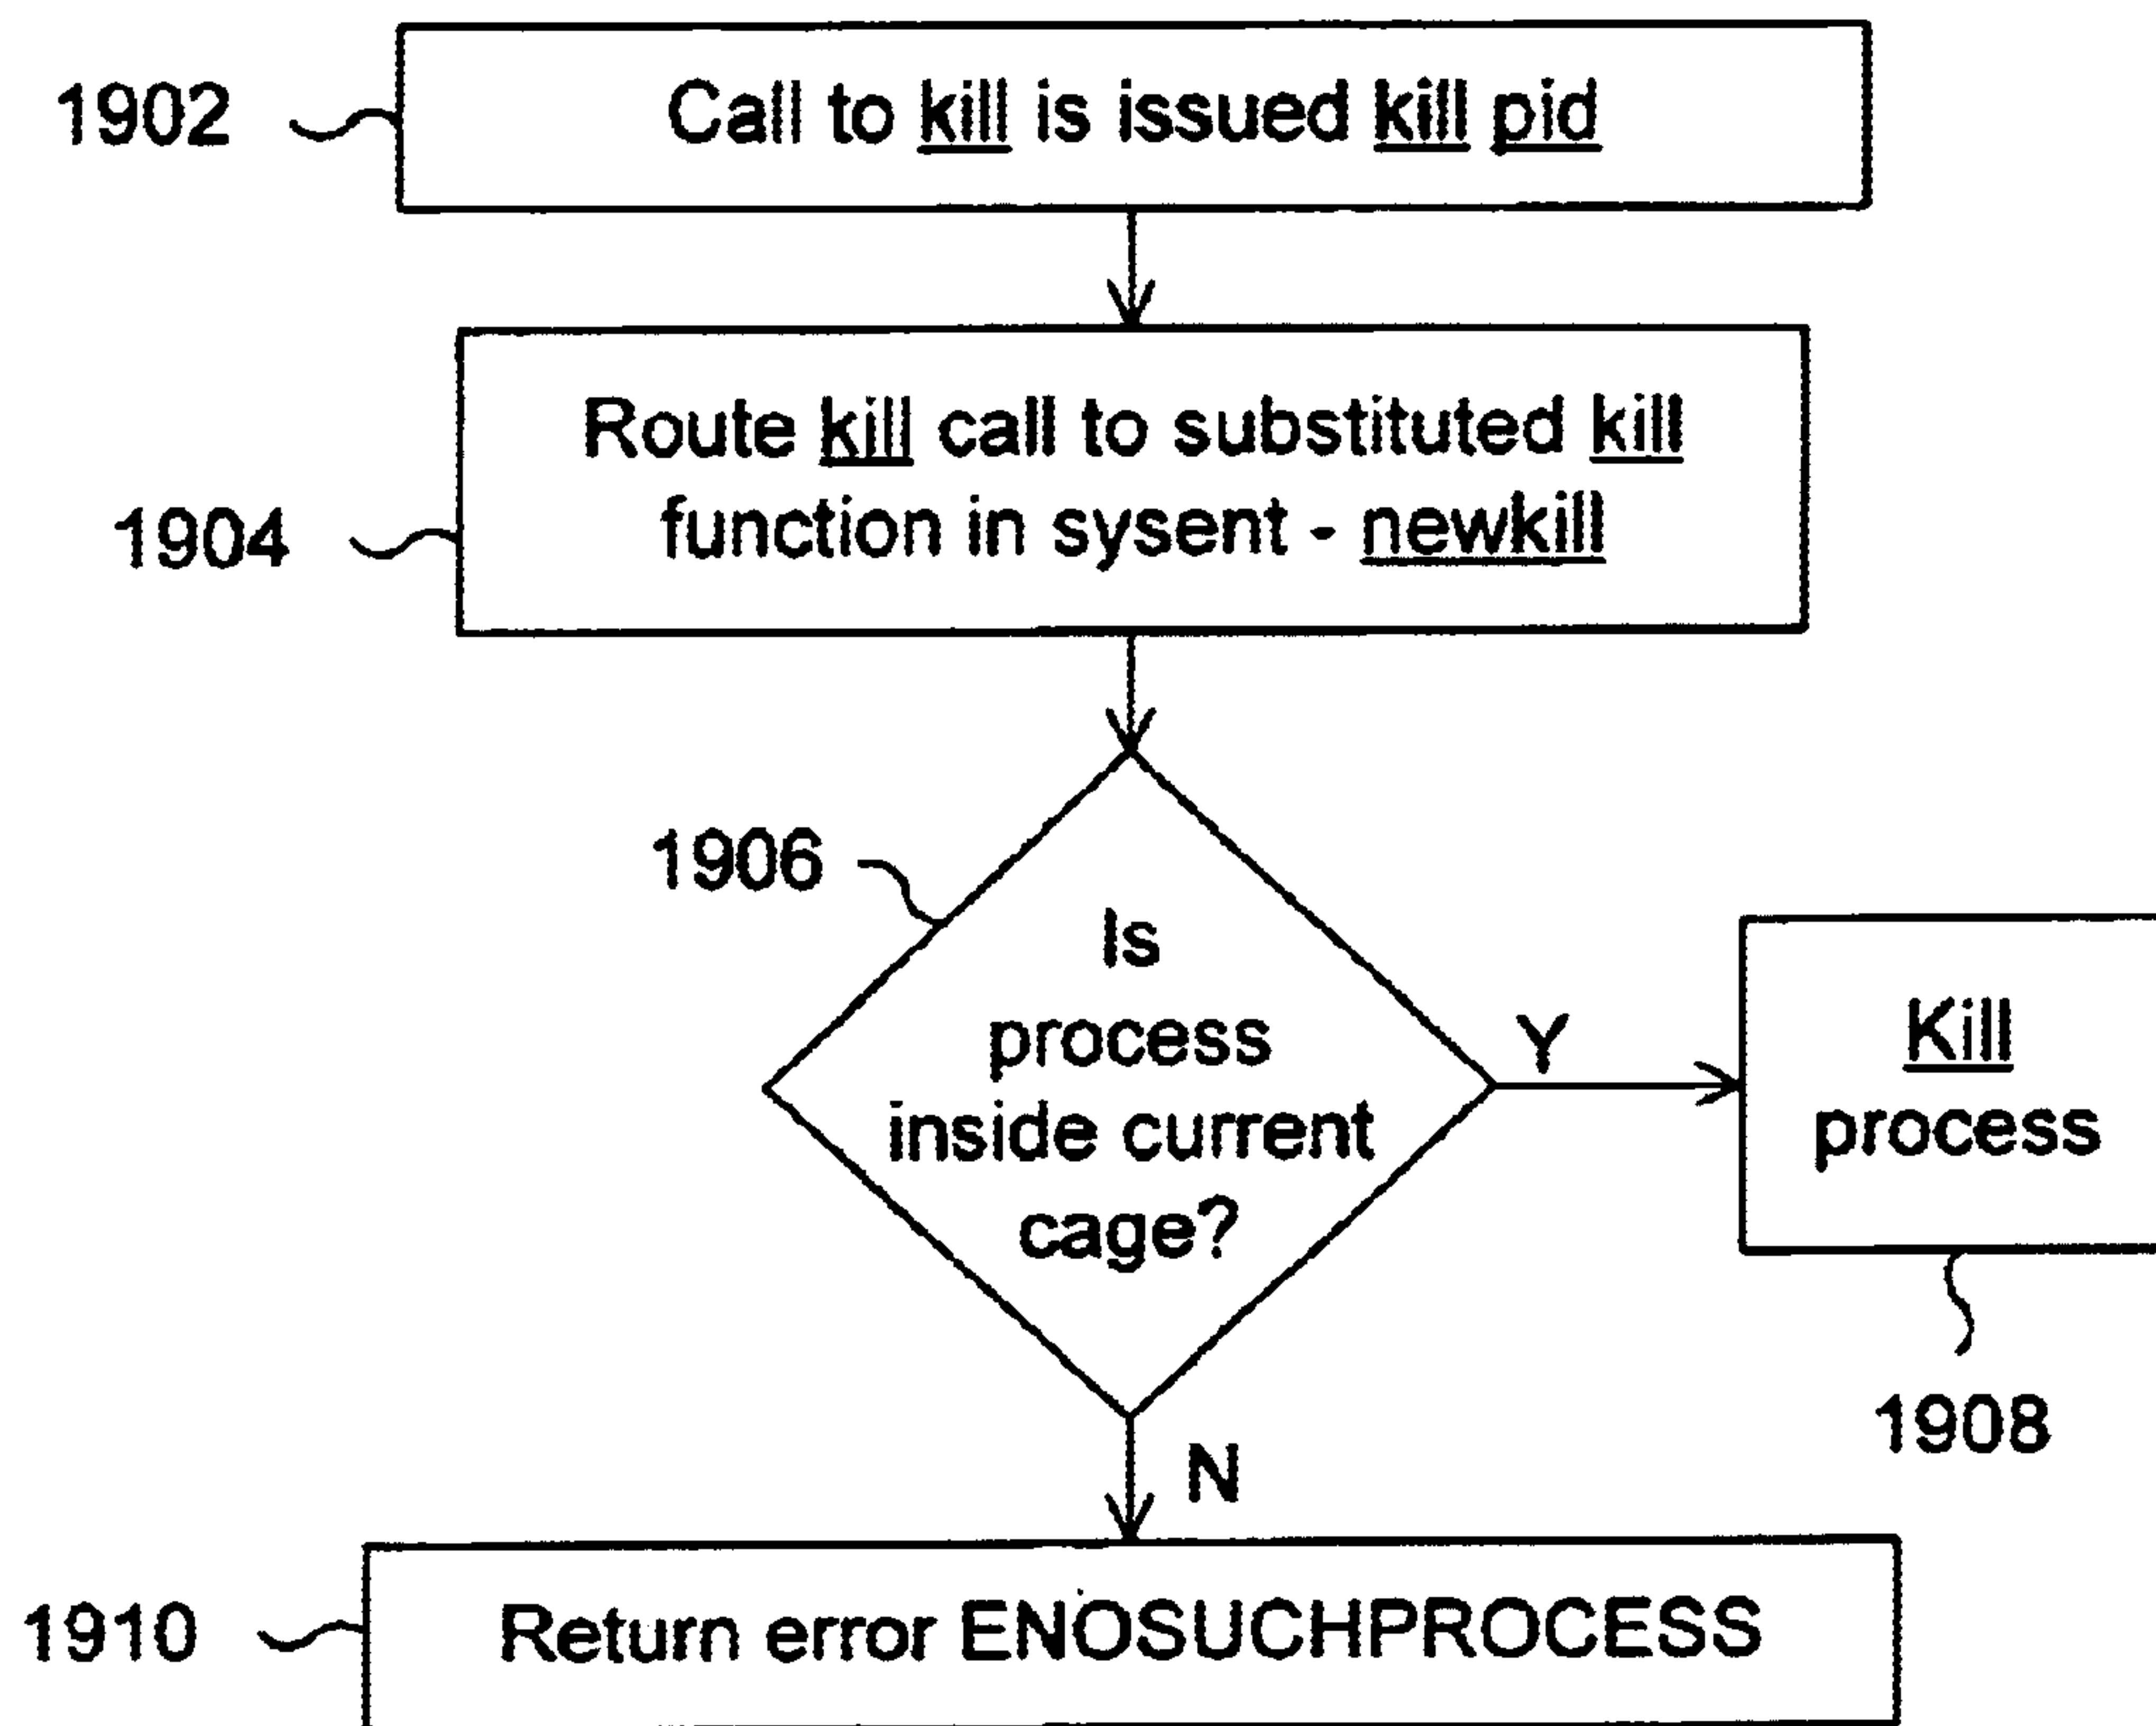 1902
Call to kill is issued kill pid
1904
Route kill call to substituted kill
function in sysent - newkill
1906
Is
process
inside current
cage?
Y
Kill
process
1908
N
1910
Return error ENOSUCHPROCESS